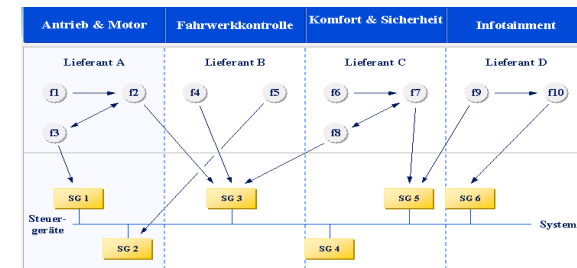 Antrieb & Motor
Fahrwerkkontrolle
Komfort & Sicherheit
Infotainment
Lieferant A
Lieferant B
Lieferant C
Lieferant D
f1
f2
f4
f5
f6
f7
f9
f10
f3
f8
SG 1
SG 3
SG 5
SG 6
Steuer-
geräte
System
SG 2
SG 4